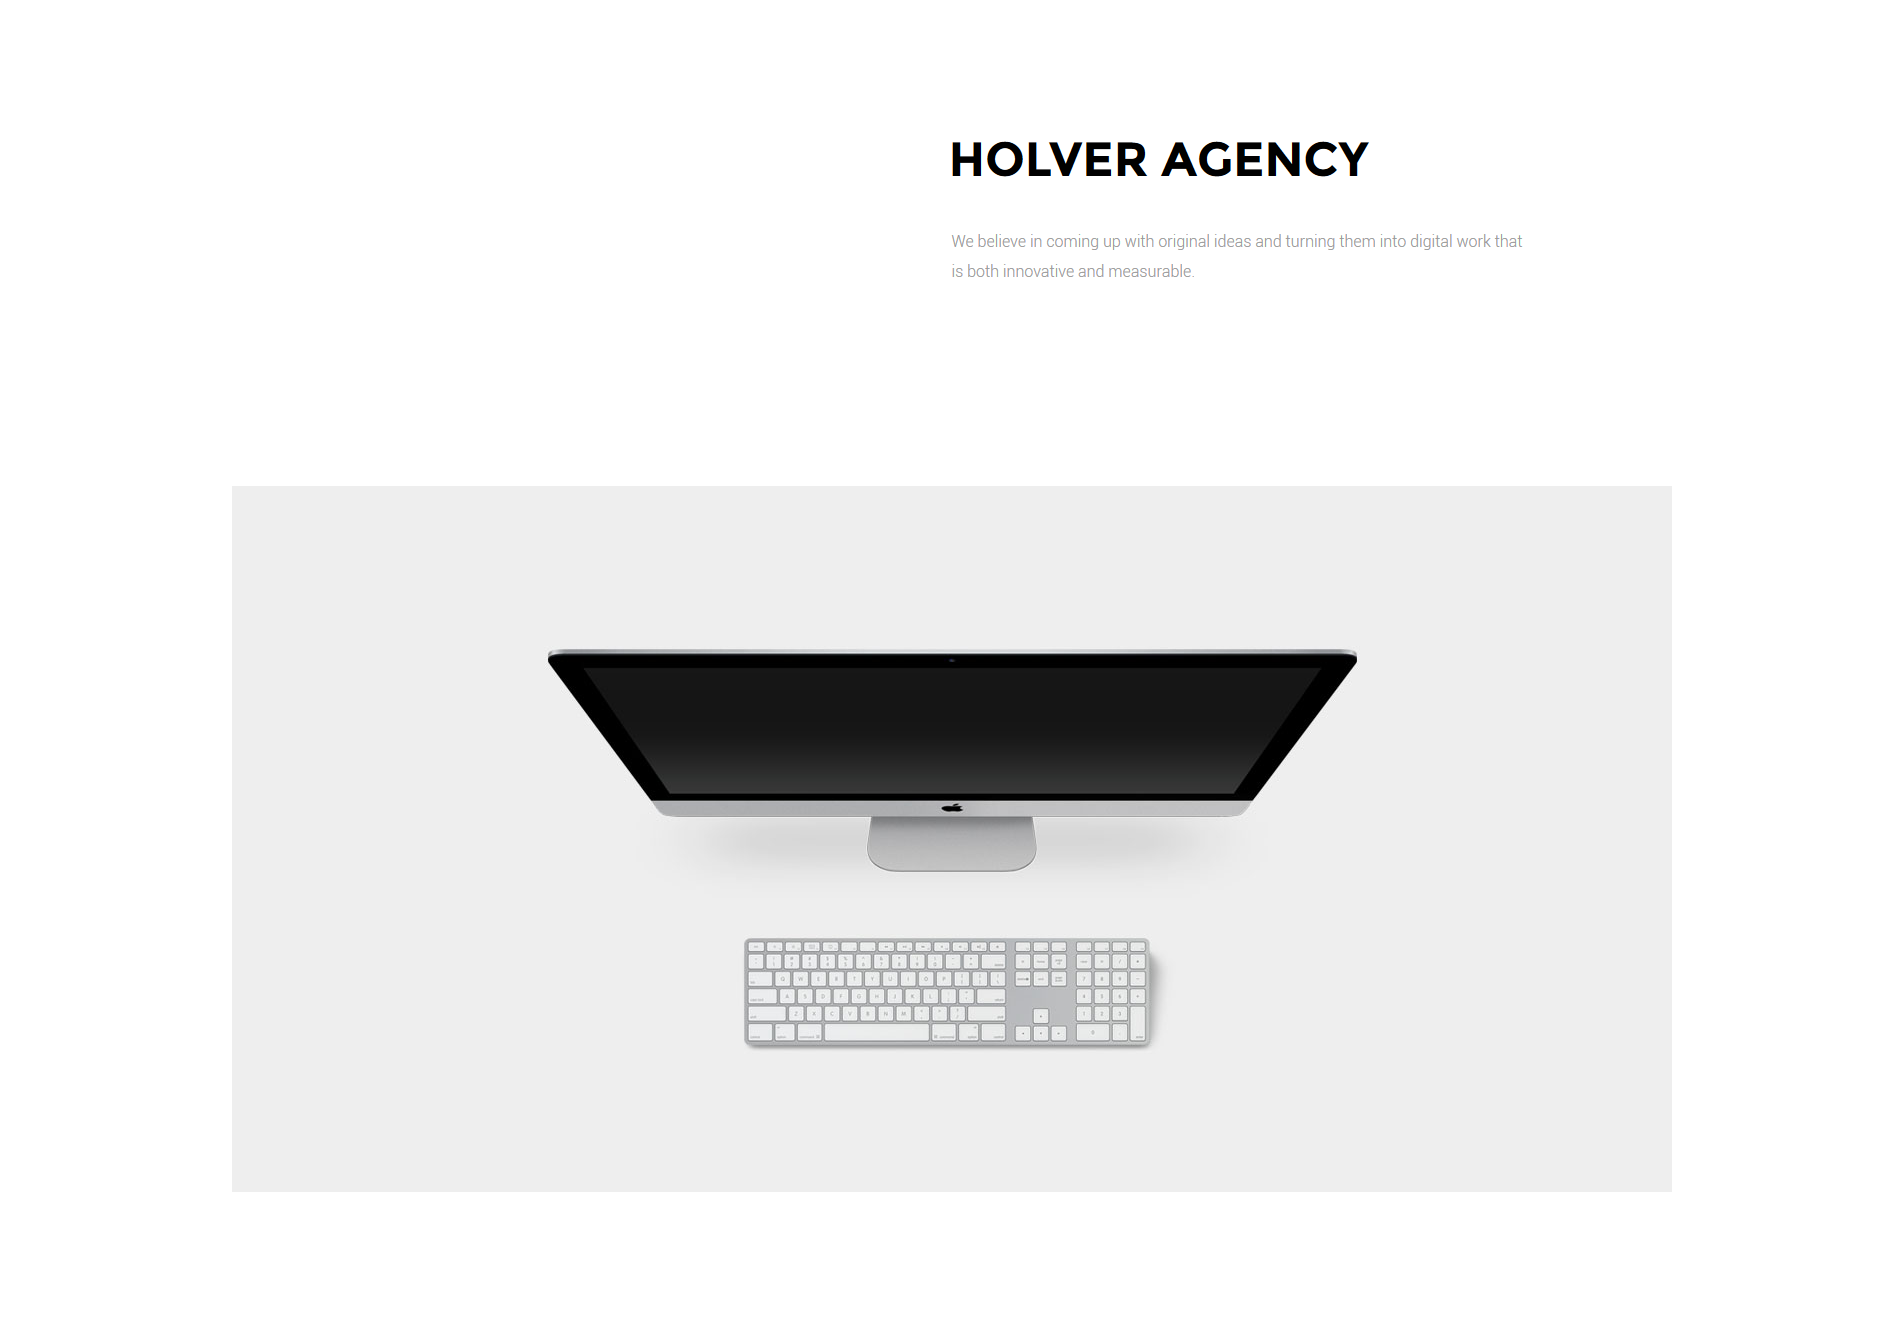 HOLVER AGENCY
We believe in coming up with original ideas and turning them into digital work that
is both innovative and measurable.